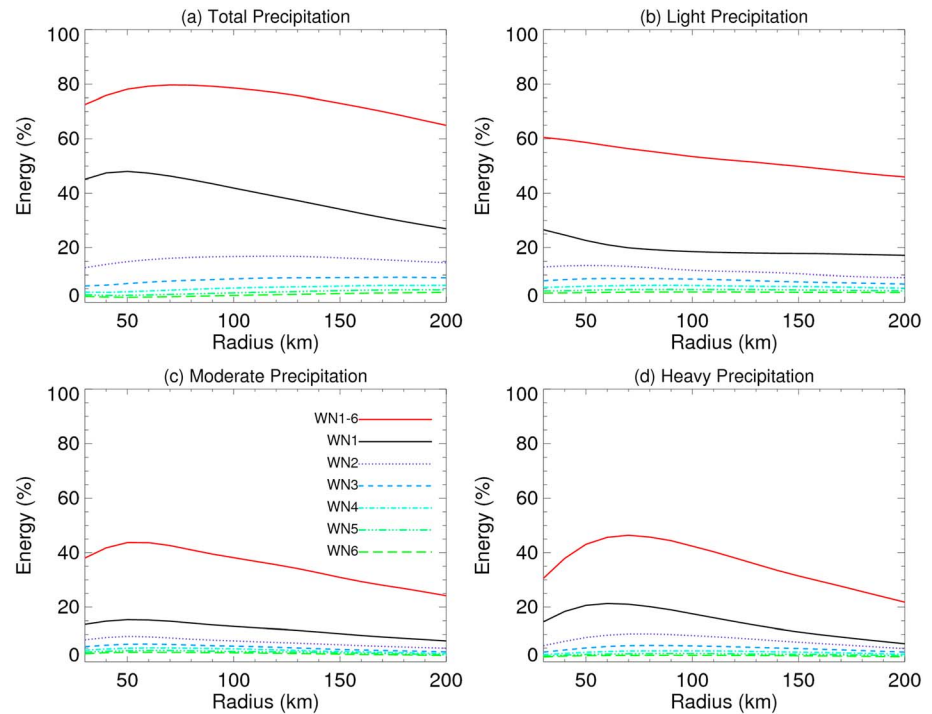 (a) Total Precipitation
100
80
60
40
20
0
Energy (%)
50 100 150 200
Radius (km)
(b) Light Precipitation
100
80
60
40
20
0
Energy (%)
50 100 150 200
Radius (km)
(c) Moderate Precipitation
100
80
60
40
20
0
Energy (%)
WN1-6
WN1
WN2
WN3
WN4
WN5
WN6
50 100 150 200
Radius (km)
(d) Heavy Precipitation
100
80
60
40
20
0
Energy (%)
50 100 150 200
Radius (km)